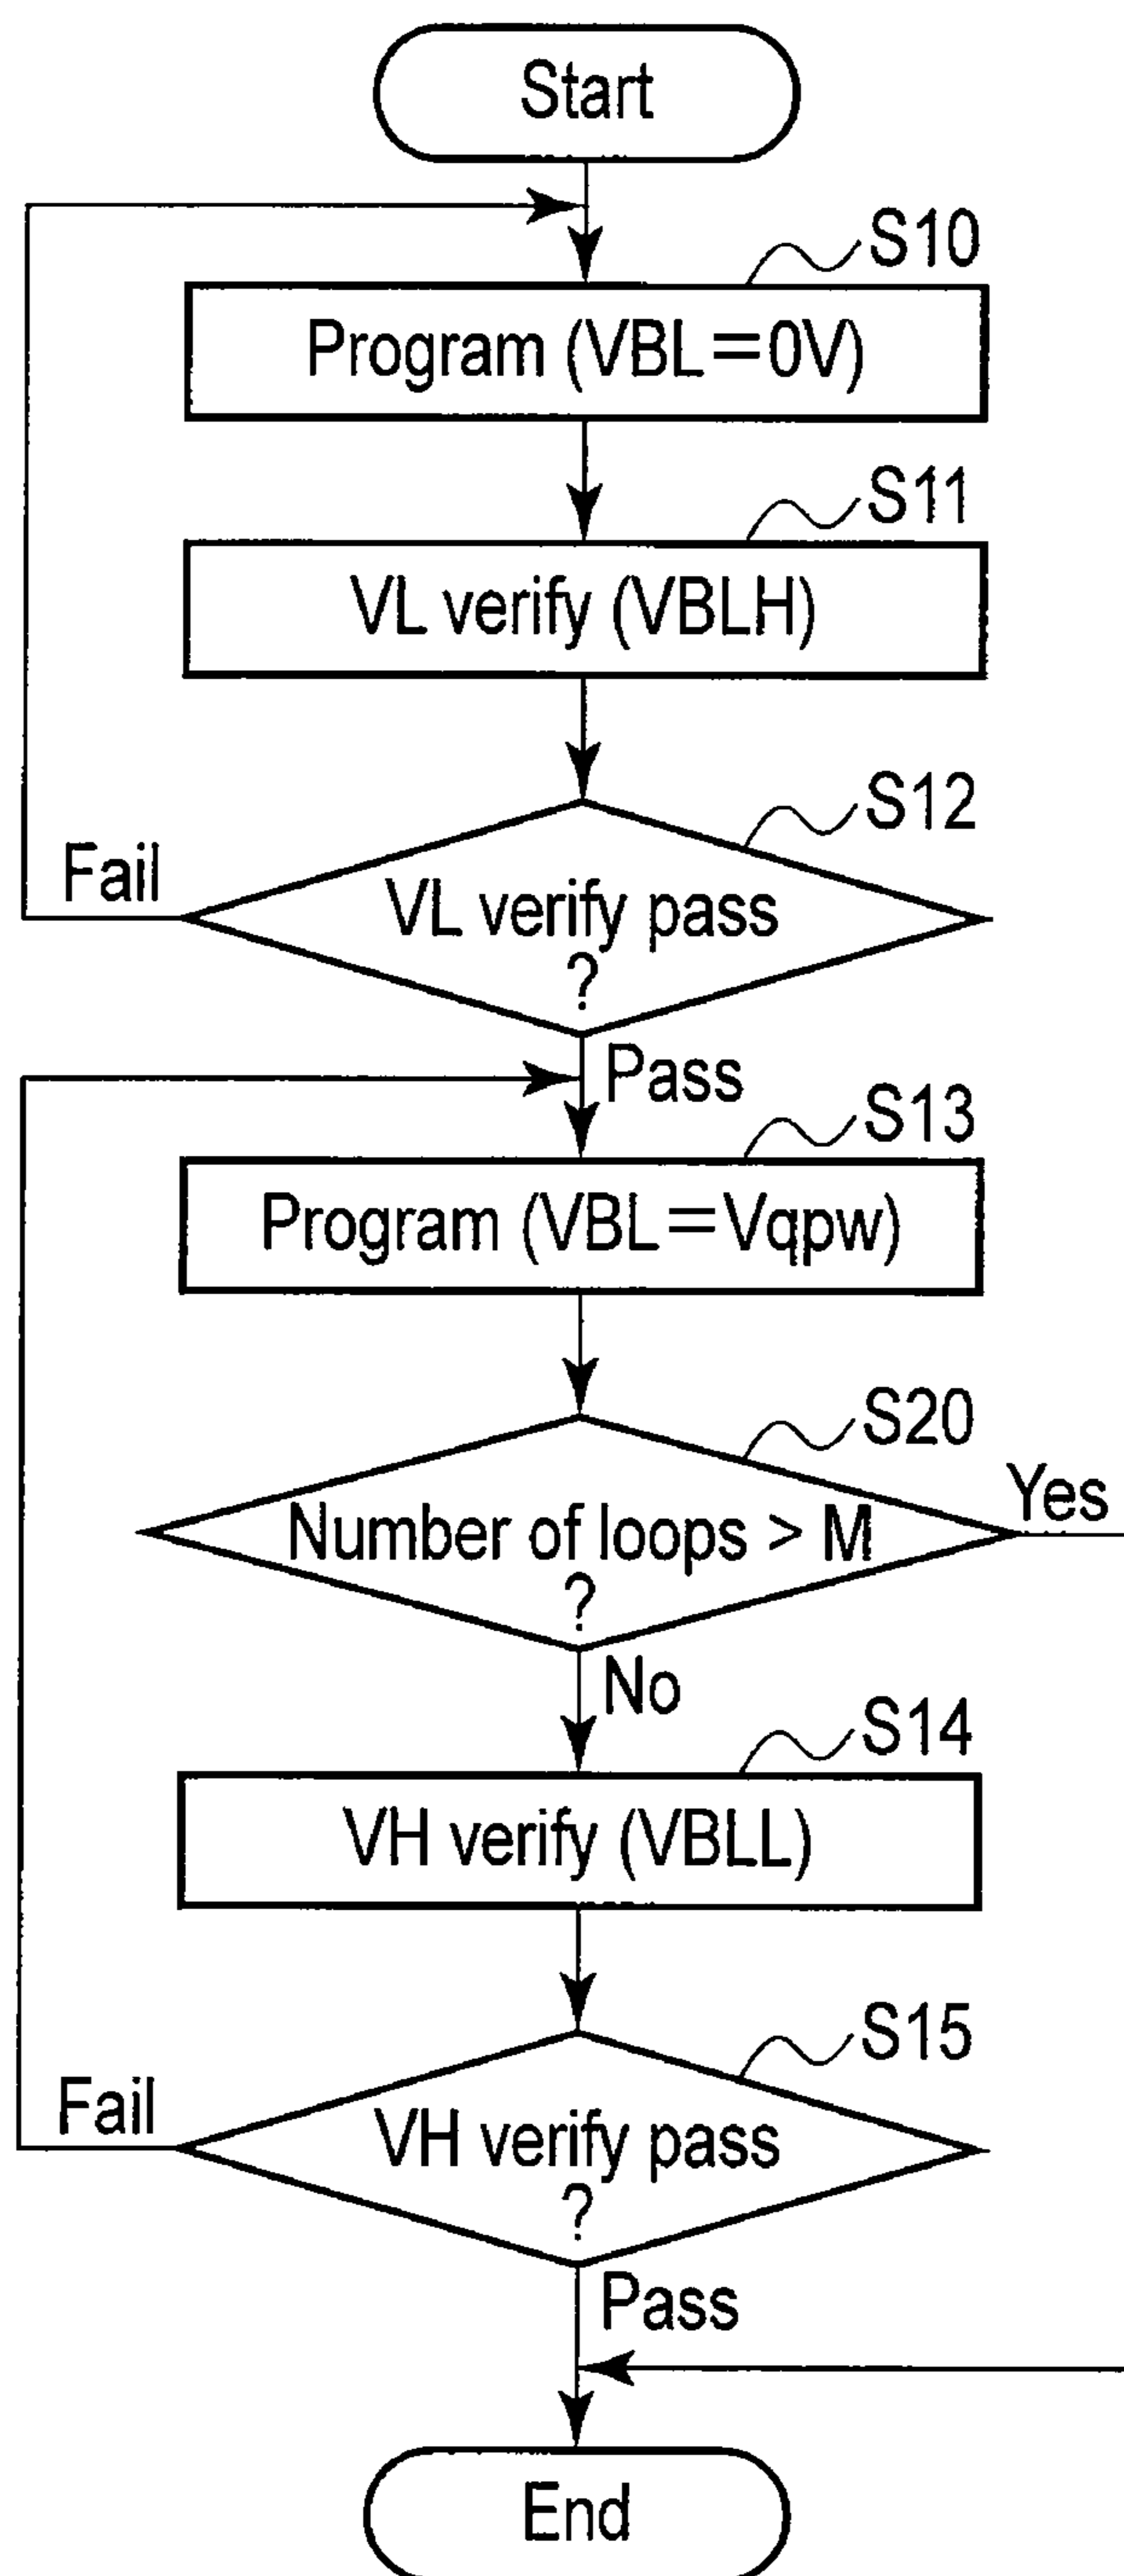 Start
S10
Program (VBL=0V)
S11
VL verify (VBLH)
S12
Fail
VL verify pass
?
Pass
S13
Program (VBL=Vqpw)
S20
Yes
Number of loops > M
?
No
S14
VH verify (VBLL)
S15
Fail
VH verify pass
?
Pass
End